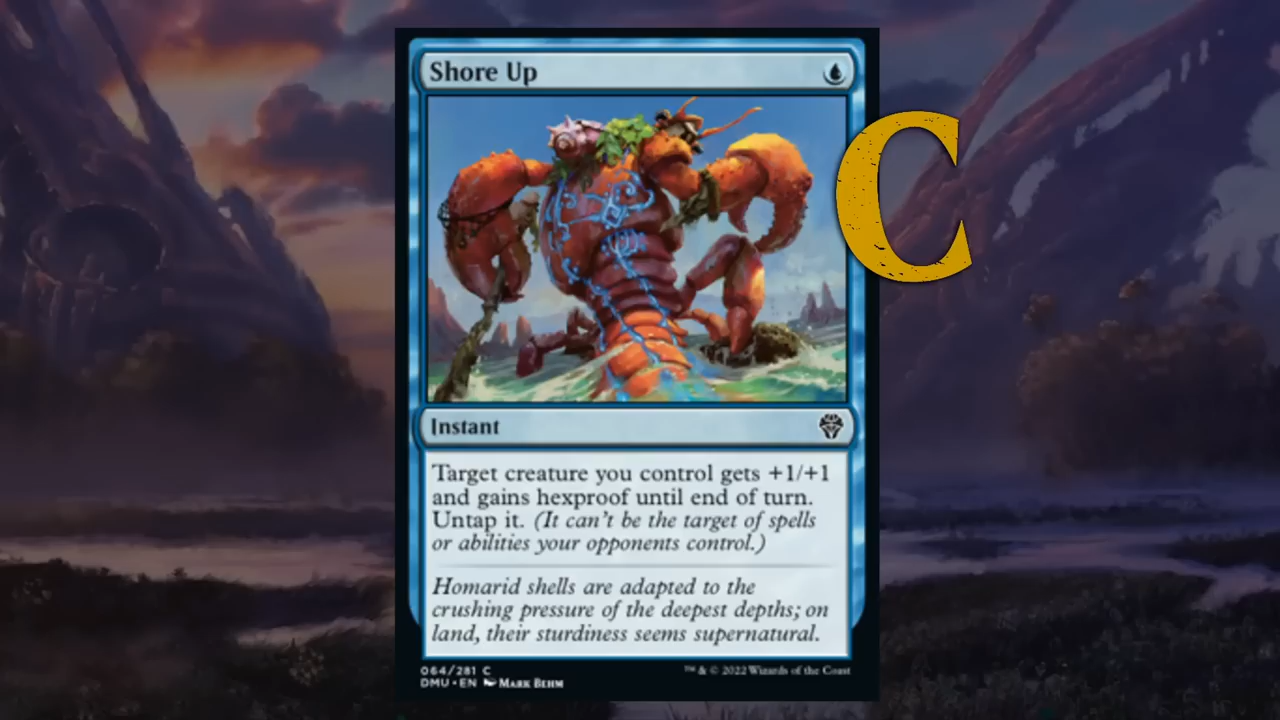 Shore Up
C
Instant
Target creature you control gets +1/+1
and gains hexproof until end of turn.
Untap it. (It can't be the target of spells
or abilities your opponents control.)
Homarid shells are adapted to the
crushing pressure of the deepest depths; on
land, their sturdiness seems supernatural.
064/281 C
DMU • EN Mark Behm
™ & © 2022 Wizards of the Coast